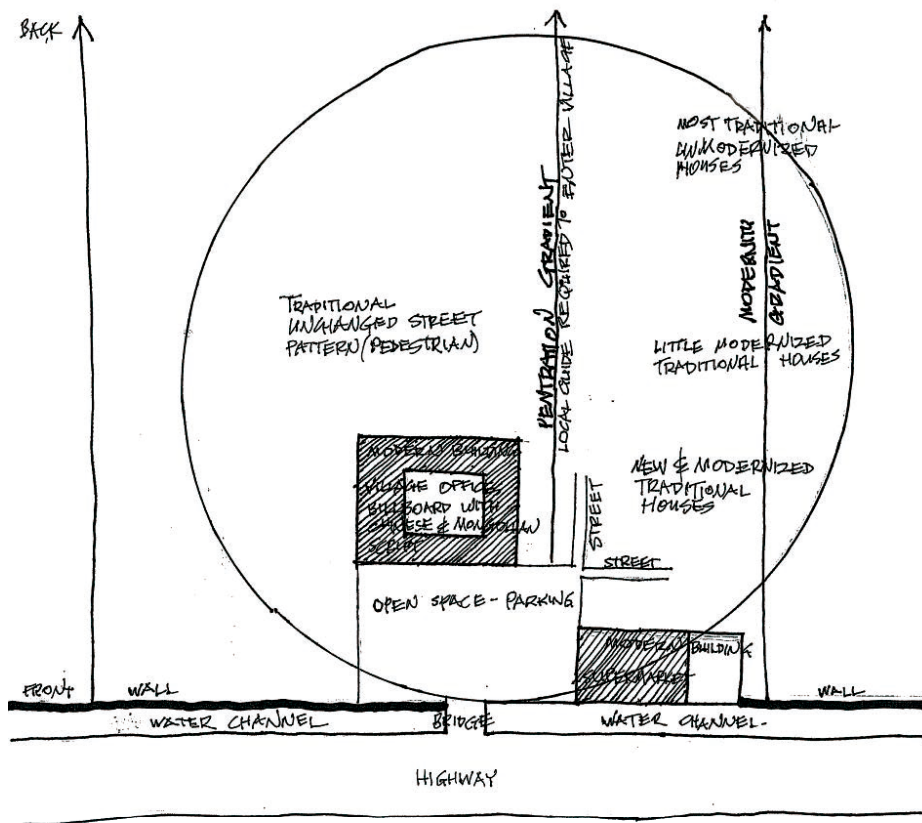 BACK
MOST TRADITIONAL
UNMODERNIZED
HOUSES
PENTRATION GRADIENT
LOCAL GUIDE REQUIRED TO ENTER VILLAGE
MODERNITY
GRADIENT
TRADITIONAL
UNCHANGED STREET
PATTERN (PEDESTRIAN)
LITTLE MODERNIZED
TRADITIONAL HOUSES
MODERN BUILDING
VILLAGE OFFICE
BILLBOARD WITH
CHINESE & MONGOLIAN
SCRIPT
NEW & MODERNIZED
TRADITIONAL
HOUSES
STREET
STREET
OPEN SPACE - PARKING
MODERN BUILDING
SUPERMARKET
FRONT
WALL
WALL
WATER CHANNEL
BRIDGE
WATER CHANNEL-
HIGHWAY